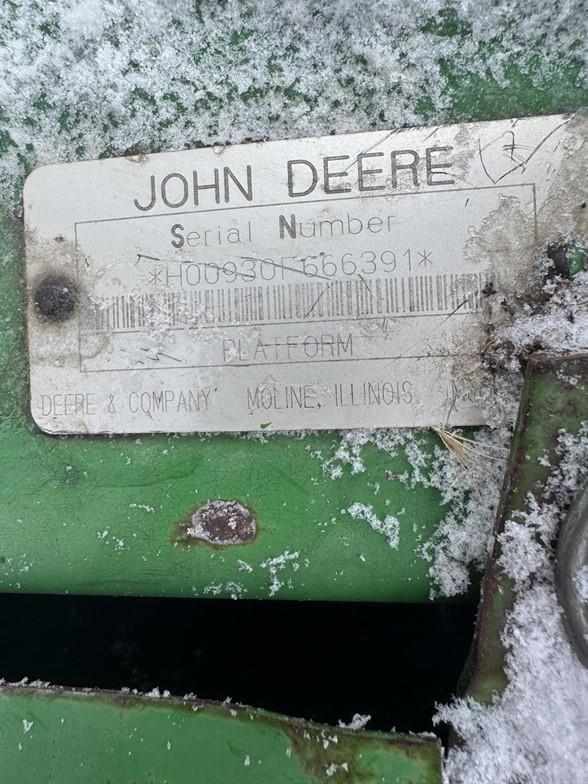 JOHN DEERE
Serial Number
*H00930F666391*
PLATFORM
DEERE & COMPANY MOLINE, ILLINOIS